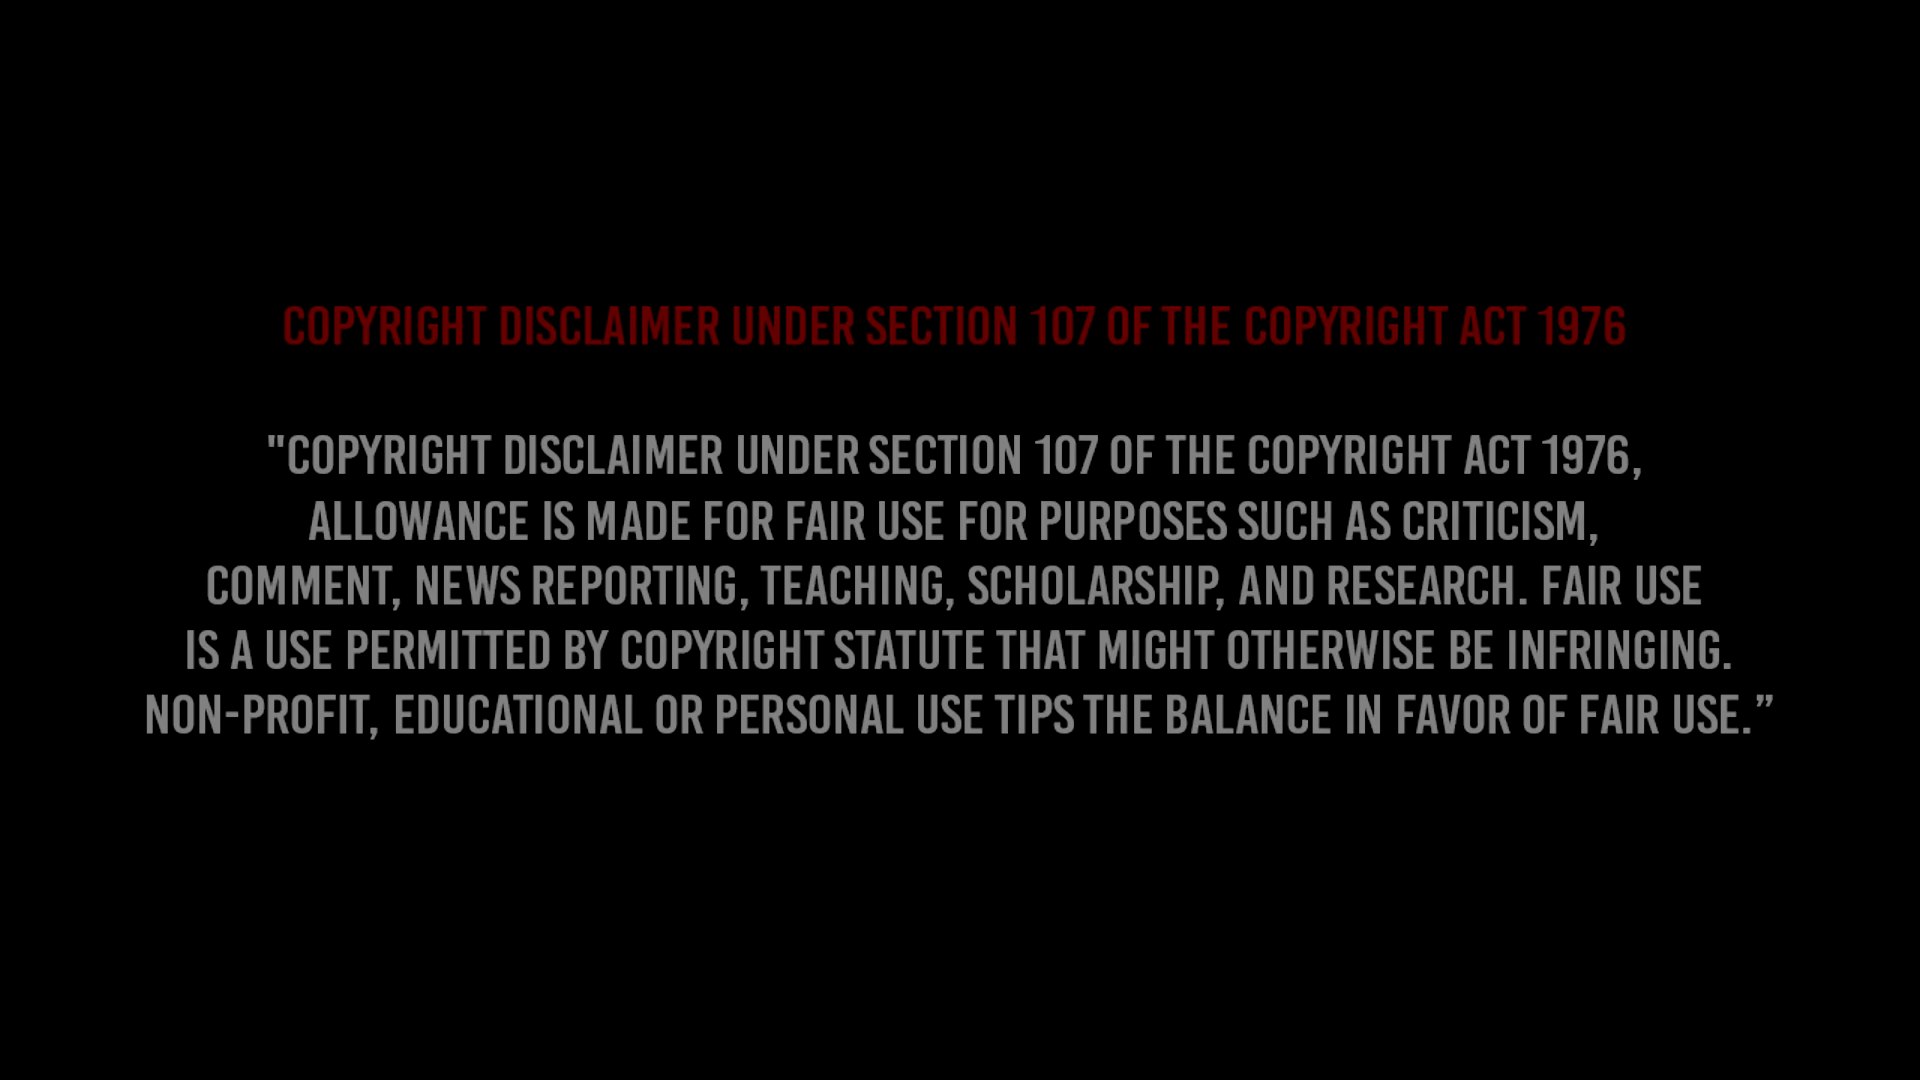 COPYRIGHT DISCLAIMER UNDER SECTION 107 OF THE COPYRIGHT ACT 1976
"COPYRIGHT DISCLAIMER UNDER SECTION 107 OF THE COPYRIGHT ACT 1976,
ALLOWANCE IS MADE FOR FAIR USE FOR PURPOSES SUCH AS CRITICISM,
COMMENT, NEWS REPORTING, TEACHING, SCHOLARSHIP, AND RESEARCH. FAIR USE
IS A USE PERMITTED BY COPYRIGHT STATUTE THAT MIGHT OTHERWISE BE INFRINGING.
NON-PROFIT, EDUCATIONAL OR PERSONAL USE TIPS THE BALANCE IN FAVOR OF FAIR USE.”